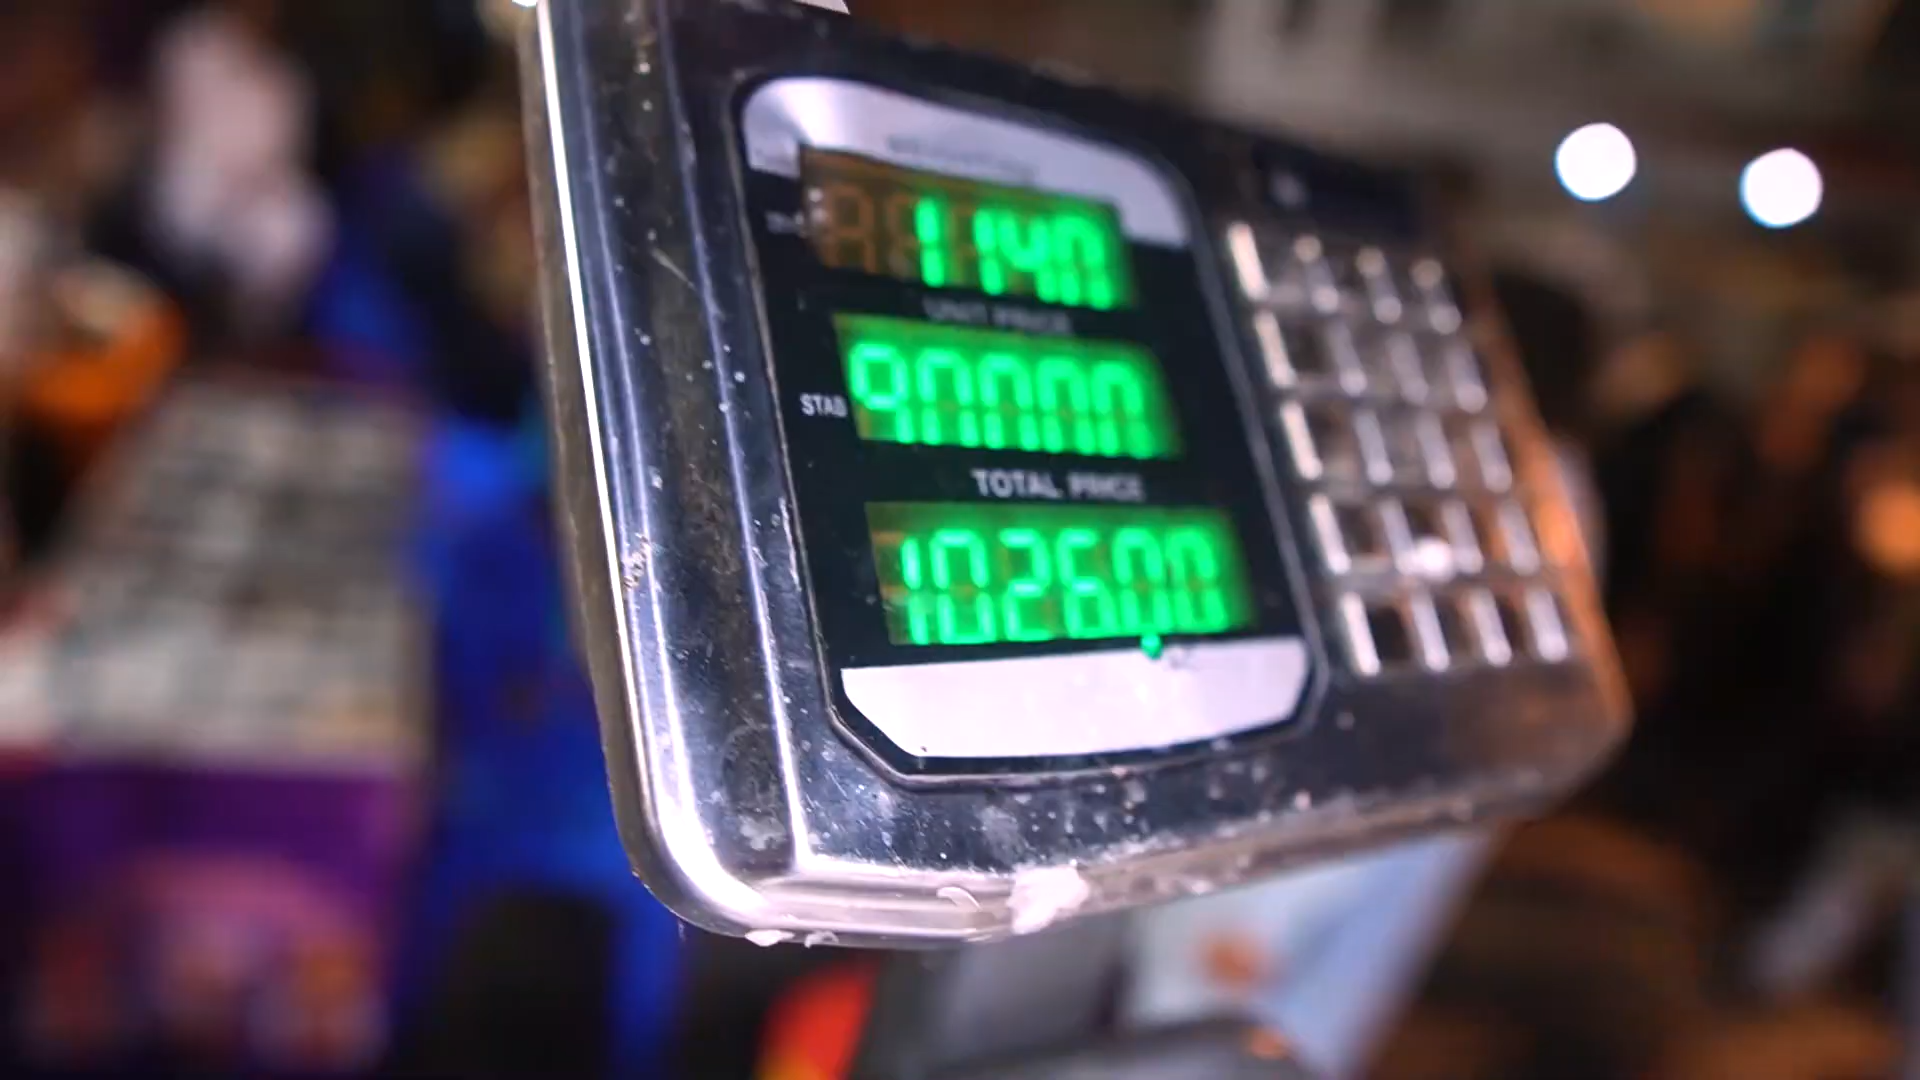 1.140
UNIT PRICE
STAB
90000
TOTAL PRICE
102600